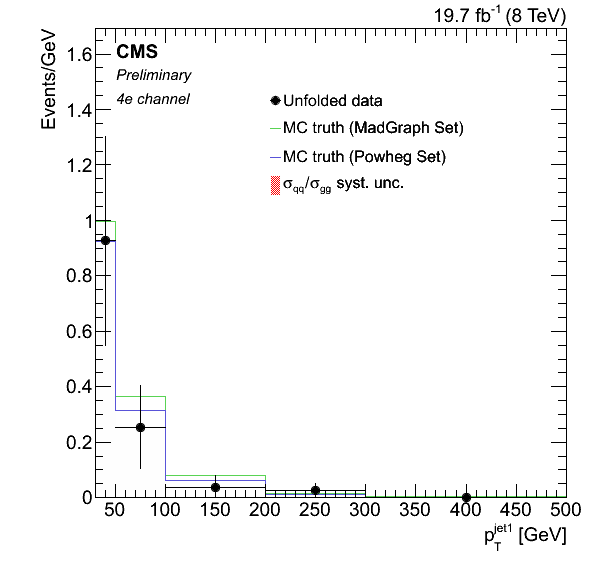 19.7 fb⁻¹ (8 TeV)
Events/GeV
CMS
Preliminary
4e channel
Unfolded data
MC truth (MadGraph Set)
MC truth (Powheg Set)
σqq/σgg syst. unc.
1.6
1.4
1.2
1
0.8
0.6
0.4
0.2
0
50 100 150 200 250 300 350 400 450 500
pTjet1 [GeV]